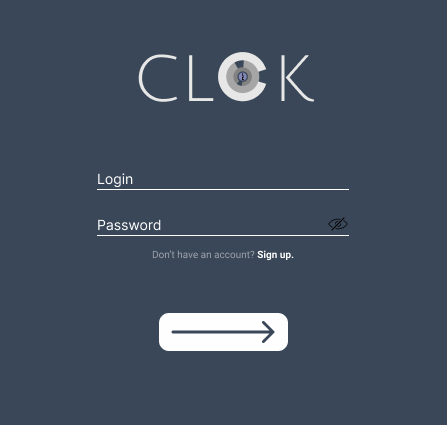 CLOCK
Login
Password
Don't have an account? Sign up.